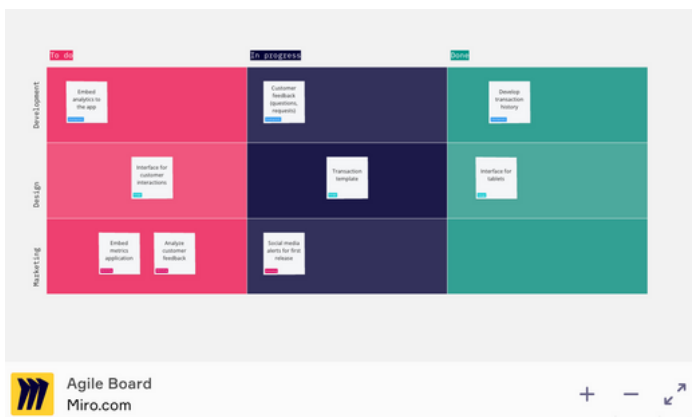 To do
In progress
Done
Development
Embed
analytics to
the app
Customer
feedback
(questions,
requests)
Develop
transaction
history
Design
Interface for
customer
interactions
Transaction
template
Interface for
tablets
Marketing
Embed
metrics
application
Analyze
customer
feedback
Social media
alerts for first
release
Agile Board
Miro.com